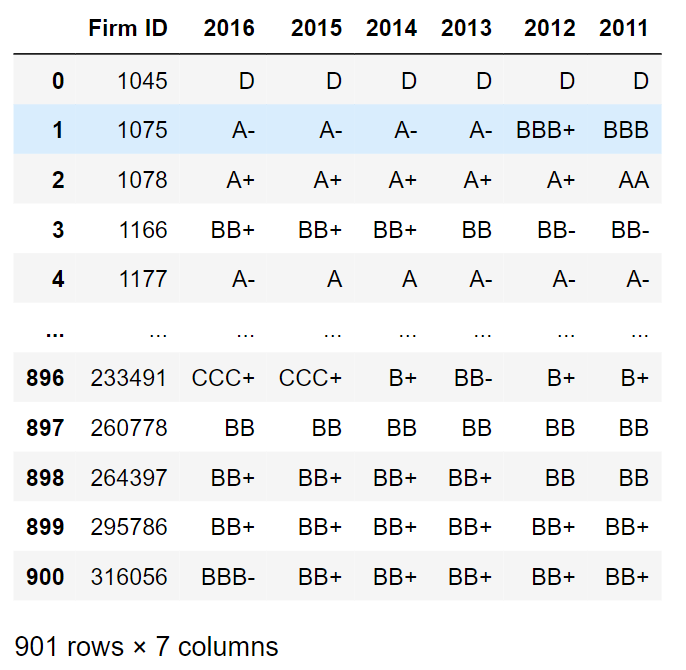 Firm ID 2016 2015 2014 2013 2012 2011
0 1045 D D D D D D
1 1075 A- A- A- A- BBB+ BBB
2 1078 A+ A+ A+ A+ A+ AA
3 1166 BB+ BB+ BB+ BB BB- BB-
4 1177 A- A A A- A- A-
... ... ... ... ... ... ... ...
896 233491 CCC+ CCC+ B+ BB- B+ B+
897 260778 BB BB BB BB BB BB
898 264397 BB+ BB+ BB+ BB+ BB BB
899 295786 BB+ BB+ BB+ BB+ BB+ BB+
900 316056 BBB- BB+ BB+ BB+ BB+ BB+
901 rows × 7 columns